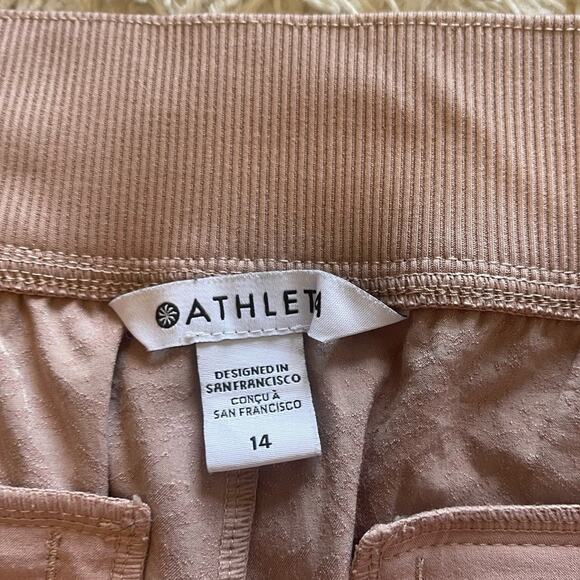 ATHLETA
DESIGNED IN
SAN FRANCISCO
CONÇU À
SAN FRANCISCO
14